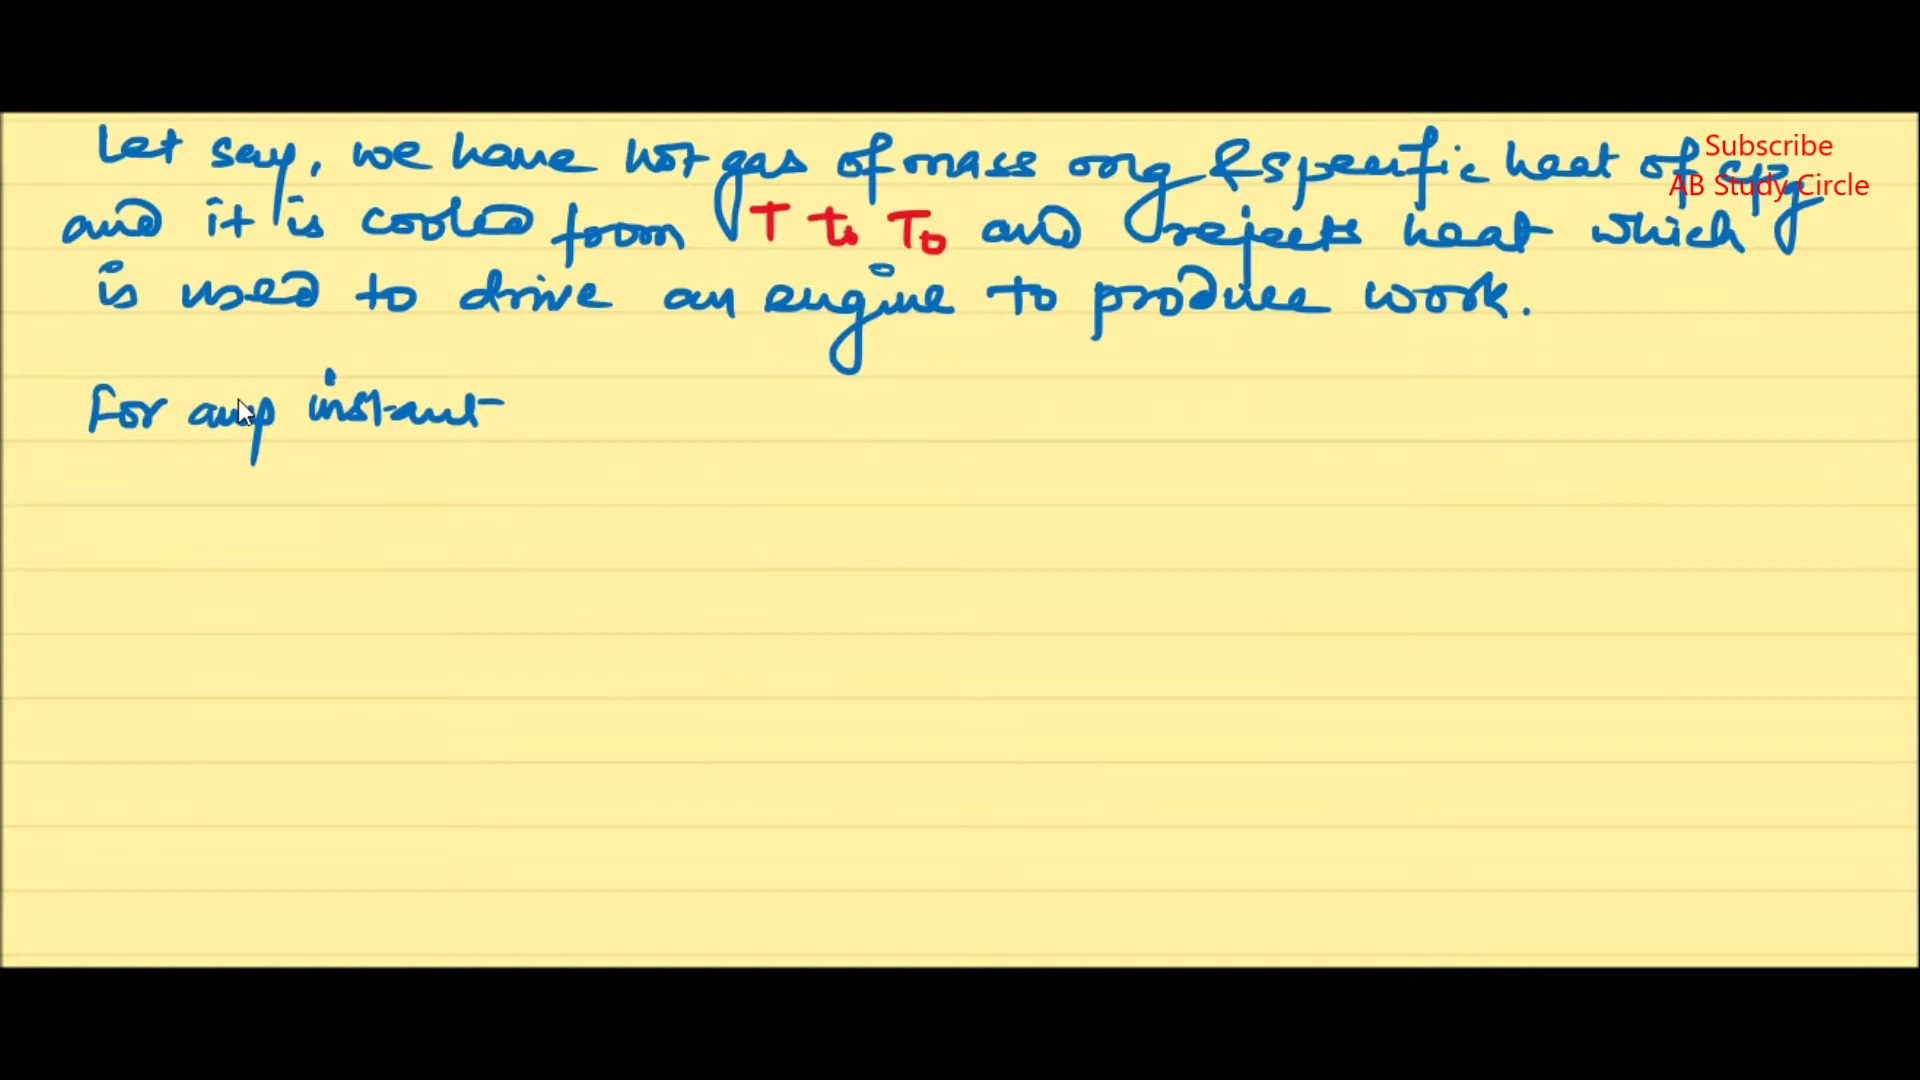 Let say, we have hot gas of mass mg & specific heat of cpg
and it is cooled from T to T0 and rejects heat which
is used to drive an engine to produce work.
For any instant
Subscribe
AB Study Circle